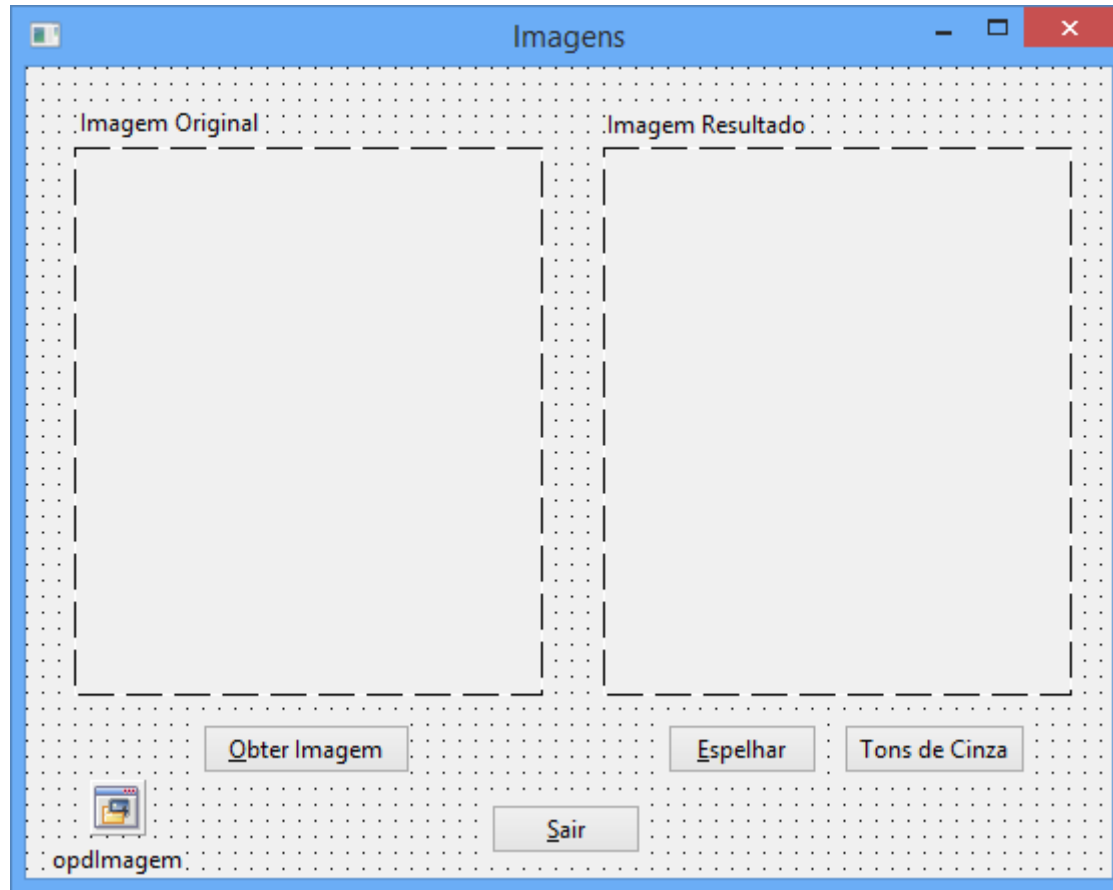 Imagens
Imagem Original
Imagem Resultado
Obter Imagem
Espelhar
Tons de Cinza
Sair
opdImagem